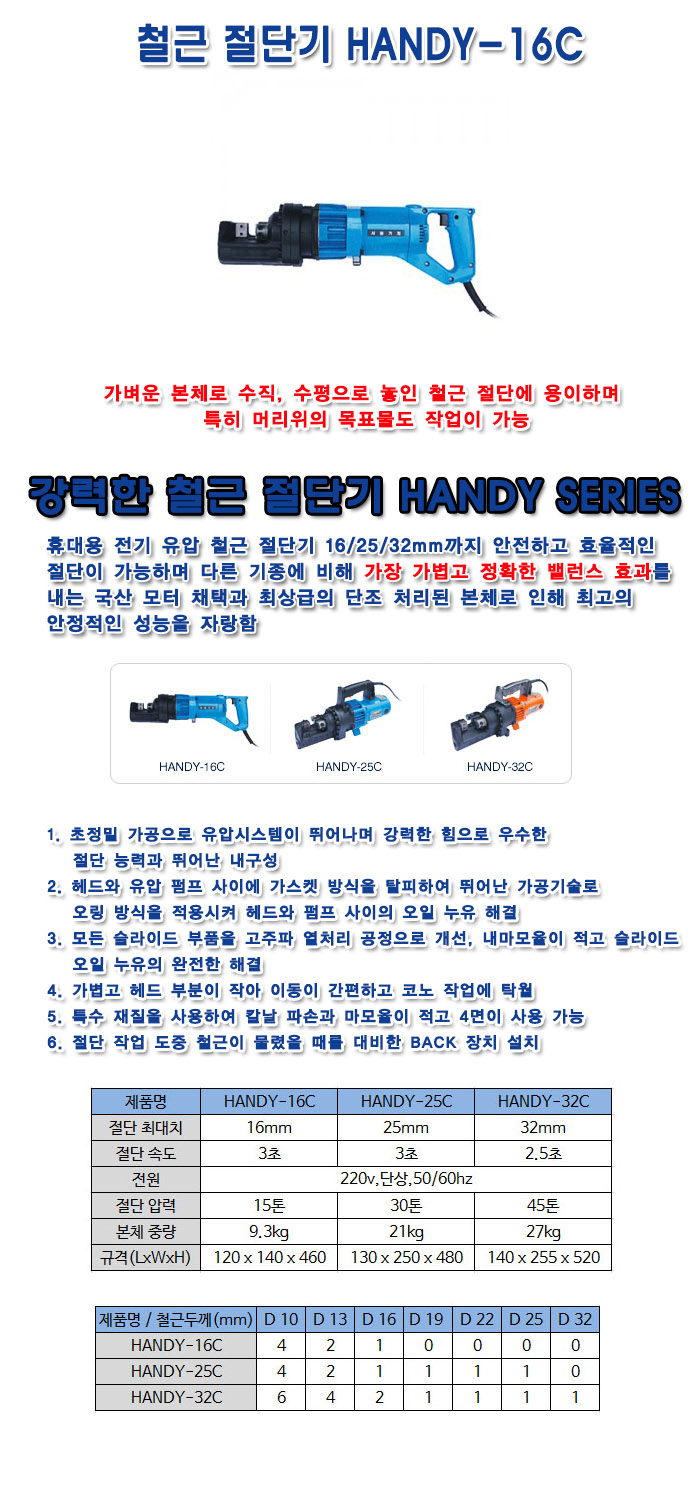 철근 절단기 HANDY-16C
서울기계
가벼운 본체로 수직, 수평으로 놓인 철근 절단에 용이하며
특히 머리위의 목표물도 작업이 가능
강력한 철근 절단기 HANDY SERIES
휴대용 전기 유압 철근 절단기 16/25/32mm까지 안전하고 효율적인
절단이 가능하며 다른 기종에 비해 가장 가볍고 정확한 밸런스 효과를
내는 국산 모터 채택과 최상급의 단조 처리된 본체로 인해 최고의
안정적인 성능을 자랑함
HANDY-16C HANDY-25C HANDY-32C
1. 초정밀 가공으로 유압시스템이 뛰어나며 강력한 힘으로 우수한
절단 능력과 뛰어난 내구성
2. 헤드와 유압 펌프 사이에 가스켓 방식을 탈피하여 뛰어난 가공기술로
오링 방식을 적용시켜 헤드와 펌프 사이의 오일 누유 해결
3. 모든 슬라이드 부품을 고주파 열처리 공정으로 개선, 내마모율이 적고 슬라이드
오일 누유의 완전한 해결
4. 가볍고 헤드 부분이 작아 이동이 간편하고 코노 작업에 탁월
5. 특수 재질을 사용하여 칼날 파손과 마모율이 적고 4면이 사용 가능
6. 절단 작업 도중 철근이 물렸을 때를 대비한 BACK 장치 설치
제품명 HANDY-16C HANDY-25C HANDY-32C
절단 최대치 16mm 25mm 32mm
절단 속도 3초 3초 2.5초
전원 220v,단상,50/60hz
절단 압력 15톤 30톤 45톤
본체 중량 9.3kg 21kg 27kg
규격(LxWxH) 120 x 140 x 460 130 x 250 x 480 140 x 255 x 520
제품명 / 철근두께(mm) D 10 D 13 D 16 D 19 D 22 D 25 D 32
HANDY-16C 4 2 1 0 0 0 0
HANDY-25C 4 2 1 1 1 1 0
HANDY-32C 6 4 2 1 1 1 1